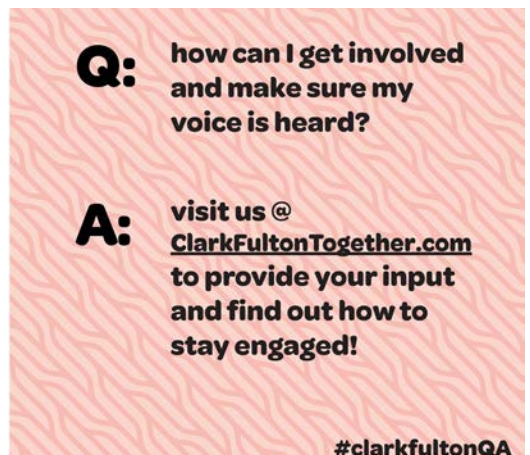 Q:
how can I get involved
and make sure my
voice is heard?
A:
visit us @
ClarkFultonTogether.com
to provide your input
and find out how to
stay engaged!
#clarkfultonQA